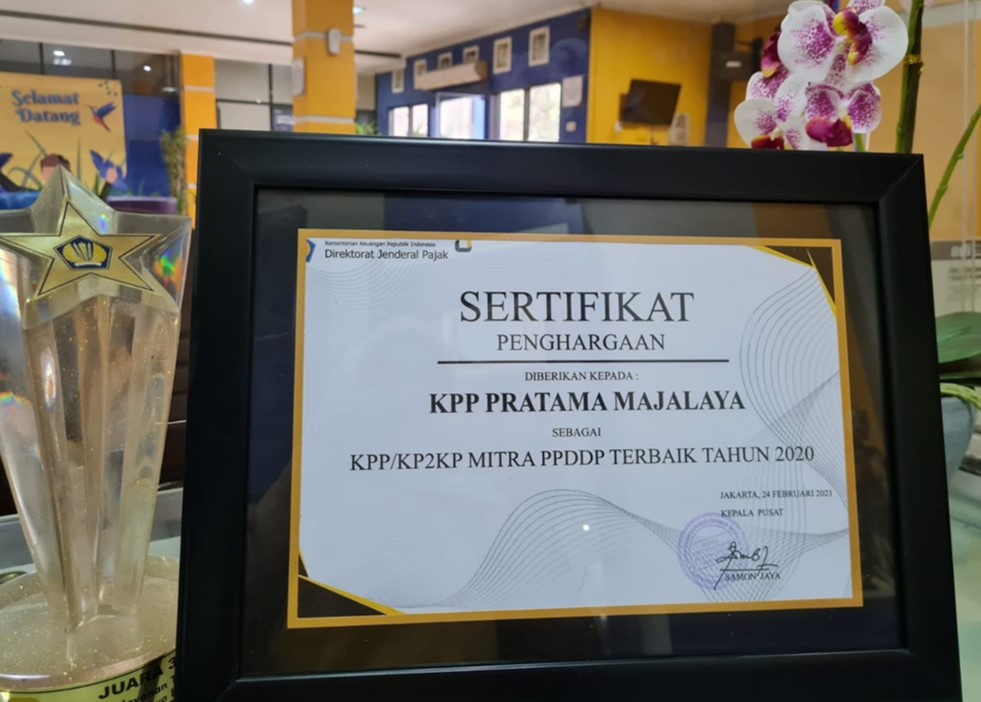 Selamat
Datang
Kementerian Keuangan Republik Indonesia
Direktorat Jenderal Pajak
SERTIFIKAT
PENGHARGAAN
DIBERIKAN KEPADA :
KPP PRATAMA MAJALAYA
SEBAGAI
KPP/KP2KP MITRA PPDDP TERBAIK TAHUN 2020
JAKARTA, 24 FEBRUARI 2021
KEPALA PUSAT
SAMON JAYA
JUARA 3